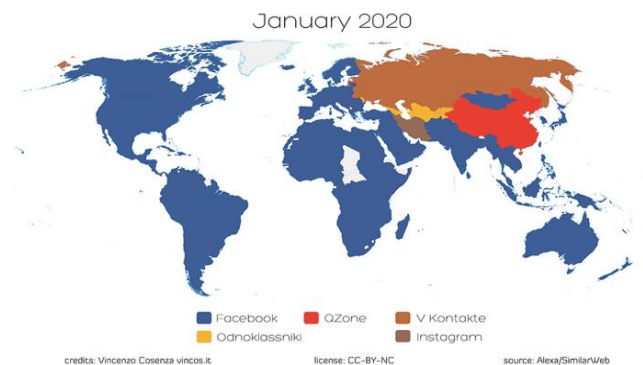 January 2020
Facebook QZone V Kontakte
Odnoklassniki Instagram
credits: Vincenzo Cosenza vincos.it license: CC-BY-NC source: Alexa/SimilarWeb